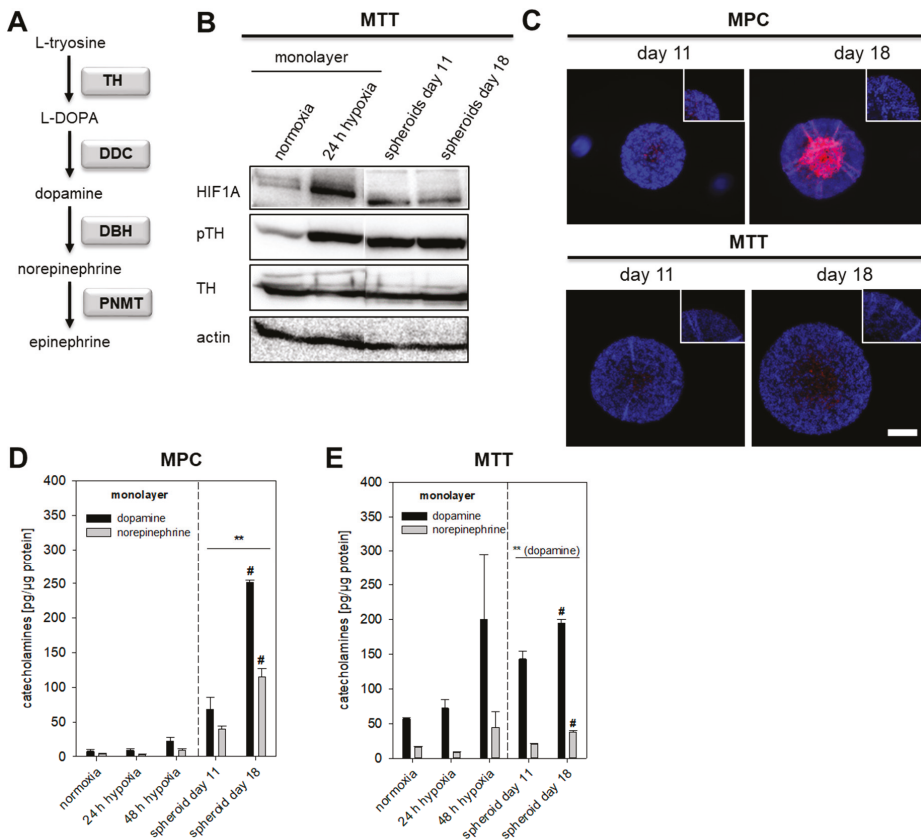 A
L-tryosine
TH
L-DOPA
DDC
dopamine
DBH
norepinephrine
PNMT
epinephrine
B
MTT
monolayer
normoxia
24 h hypoxia
spheroids day 11
spheroids day 18
HIF1A
pTH
TH
actin
C
MPC
day 11
day 18
MTT
day 11
day 18
D
MPC
catecholamines [pg/µg protein]
400
350
300
250
200
150
100
50
0
monolayer
dopamine
norepinephrine
**
#
#
normoxia
24 h hypoxia
48 h hypoxia
spheroid day 11
spheroid day 18
E
MTT
catecholamines [pg/µg protein]
400
350
300
250
200
150
100
50
0
monolayer
dopamine
norepinephrine
** (dopamine)
#
#
normoxia
24 h hypoxia
48 h hypoxia
spheroid day 11
spheroid day 18